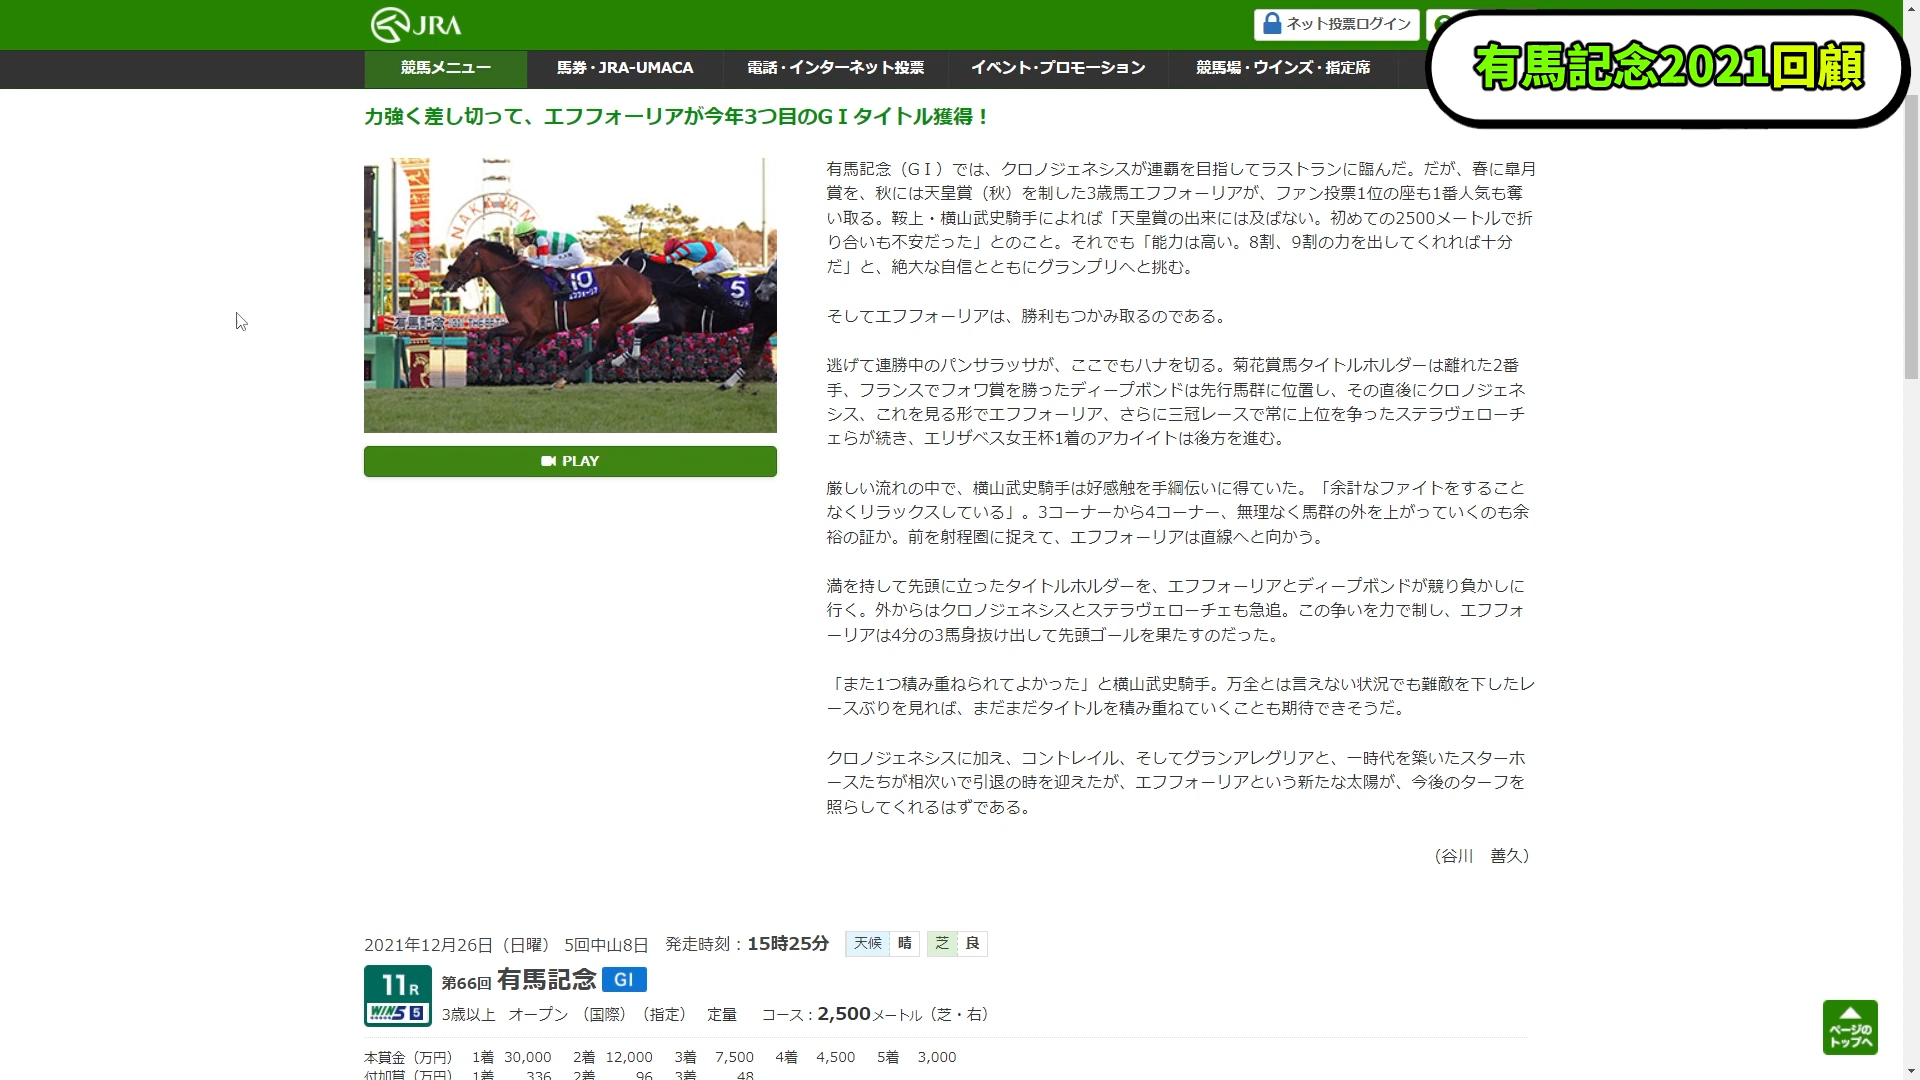 JRA
ネット投票ログイン
有馬記念2021回顧
競馬メニュー
馬券・JRA-UMACA
電話・インターネット投票
イベント・プロモーション
競馬場・ウインズ・指定席
力強く差し切って、エフフォーリアが今年3つ目のGⅠタイトル獲得！
NAKAYAMA
10
5
有馬記念
PLAY
有馬記念（GⅠ）では、クロノジェネシスが連覇を目指してラストランに臨んだ。だが、春に皐月
賞を、秋には天皇賞（秋）を制した3歳馬エフフォーリアが、ファン投票1位の座も1番人気も奪
い取る。鞍上・横山武史騎手によれば「天皇賞の出来には及ばない。初めての2500メートルで折
り合いも不安だった」とのこと。それでも「能力は高い。8割、9割の力を出してくれれば十分
だ」と、絶大な自信とともにグランプリへと挑む。
そしてエフフォーリアは、勝利もつかみ取るのである。
逃げて連勝中のパンサラッサが、ここでもハナを切る。菊花賞馬タイトルホルダーは離れた2番
手、フランスでフォワ賞を勝ったディープボンドは先行馬群に位置し、その直後にクロノジェネ
シス、これを見る形でエフフォーリア、さらに三冠レースで常に上位を争ったステラヴェローチ
ェらが続き、エリザベス女王杯1着のアカイイトは後方を進む。
厳しい流れの中で、横山武史騎手は好感触を手綱伝いに得ていた。「余計なファイトをすること
なくリラックスしている」。3コーナーから4コーナー、無理なく馬群の外を上がっていくのも余
裕の証か。前を射程圏に捉えて、エフフォーリアは直線へと向かう。
満を持して先頭に立ったタイトルホルダーを、エフフォーリアとディープボンドが競り負かしに
行く。外からはクロノジェネシスとステラヴェローチェも急追。この争いを力で制し、エフフォ
ーリアは4分の3馬身抜け出して先頭ゴールを果たすのだった。
「また1つ積み重ねられてよかった」と横山武史騎手。万全とは言えない状況でも難敵を下したレ
ースぶりを見れば、まだまだタイトルを積み重ねていくことも期待できそうだ。
クロノジェネシスに加え、コントレイル、そしてグランアレグリアと、一時代を築いたスターホ
ースたちが相次いで引退の時を迎えたが、エフフォーリアという新たな太陽が、今後のターフを
照らしてくれるはずである。
（谷川　善久）
2021年12月26日（日曜） 5回中山8日 発走時刻：15時25分 天候 晴 芝 良
11R
WIN5 5
第66回 有馬記念 GⅠ
3歳以上 オープン （国際）（指定） 定量 コース：2,500メートル（芝・右）
本賞金（万円） 1着 30,000 2着 12,000 3着 7,500 4着 4,500 5着 3,000
付加賞（万円） 1着 336 2着 96 3着 48
ページの
トップへ